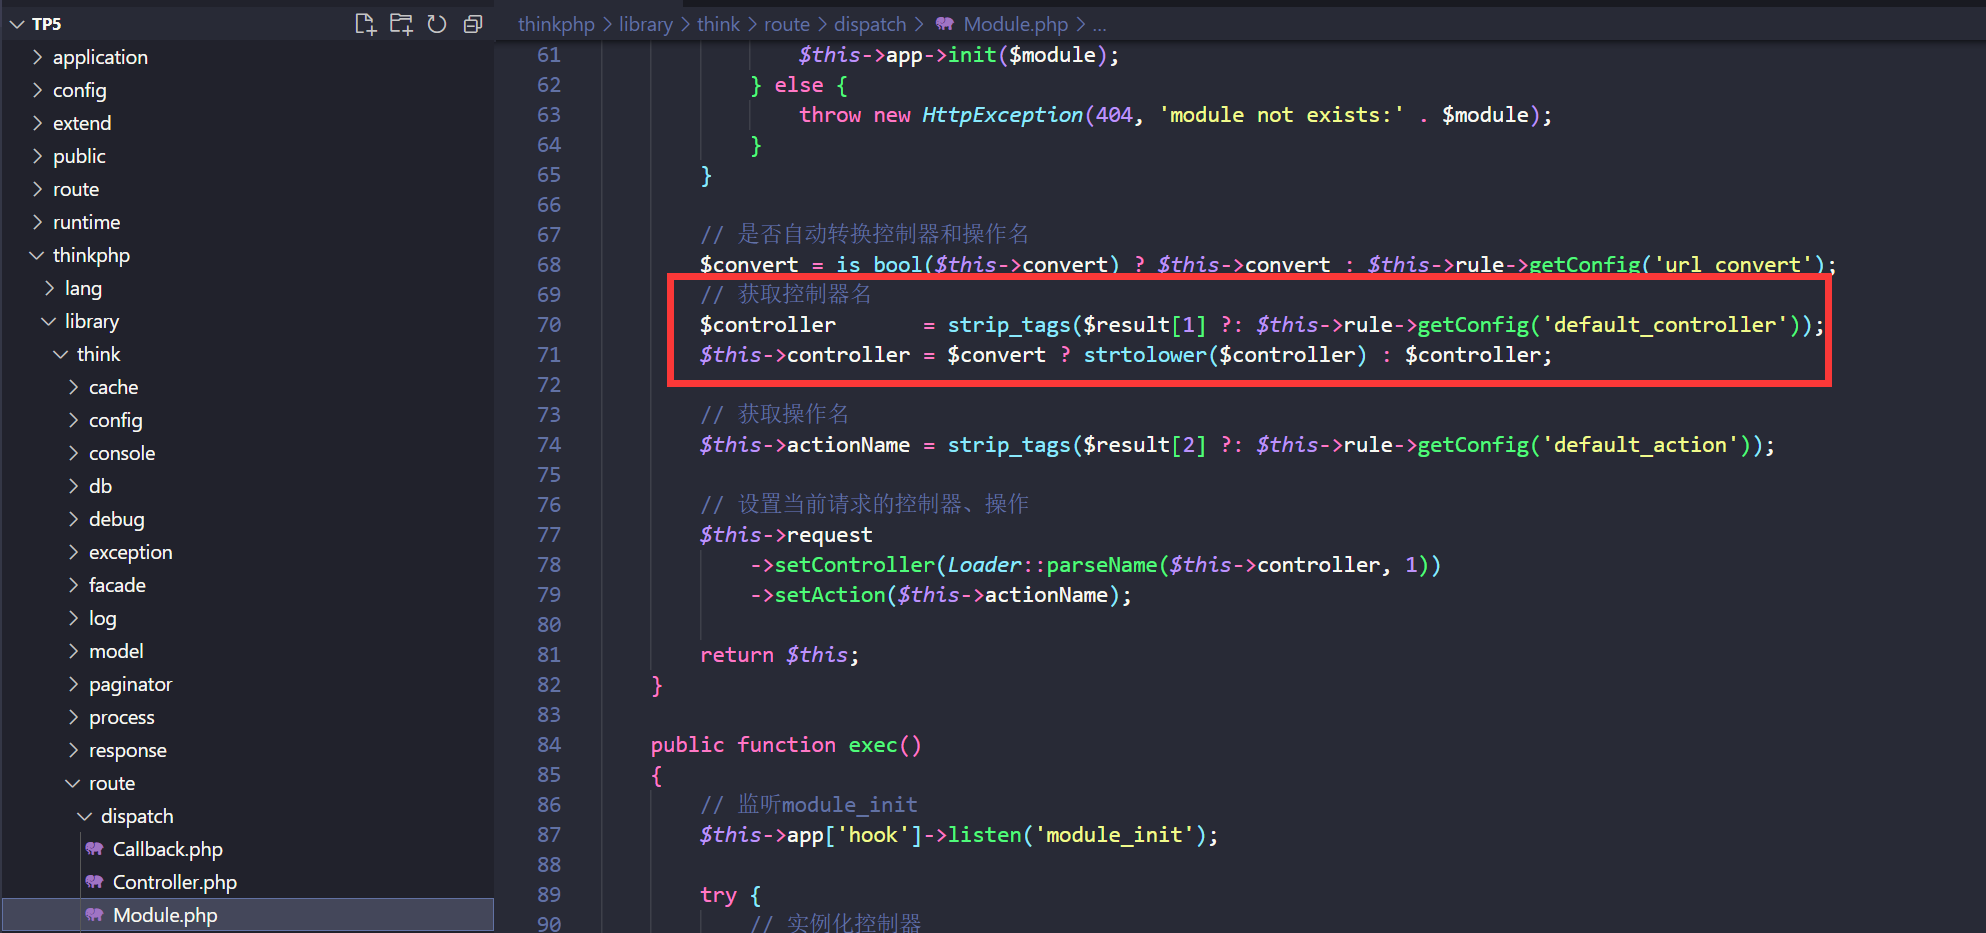 TP5
application
config
extend
public
route
runtime
thinkphp
lang
library
think
cache
config
console
db
debug
exception
facade
log
model
paginator
process
response
route
dispatch
Callback.php
Controller.php
Module.php
thinkphp > library > think > route > dispatch > Module.php > ...
61 $this->app->init($module);
62 } else {
63 throw new HttpException(404, 'module not exists:' . $module);
64 }
65 }
66
67 // 是否自动转换控制器和操作名
68 $convert = is_bool($this->convert) ? $this->convert : $this->rule->getConfig('url_convert');
69 // 获取控制器名
70 $controller       = strip_tags($result[1] ?: $this->rule->getConfig('default_controller'));
71 $this->controller = $convert ? strtolower($controller) : $controller;
72
73 // 获取操作名
74 $this->actionName = strip_tags($result[2] ?: $this->rule->getConfig('default_action'));
75
76 // 设置当前请求的控制器、操作
77 $this->request
78 ->setController(Loader::parseName($this->controller, 1))
79 ->setAction($this->actionName);
80
81 return $this;
82 }
83
84 public function exec()
85 {
86 // 监听module_init
87 $this->app['hook']->listen('module_init');
88
89 try {
90 // 实例化控制器